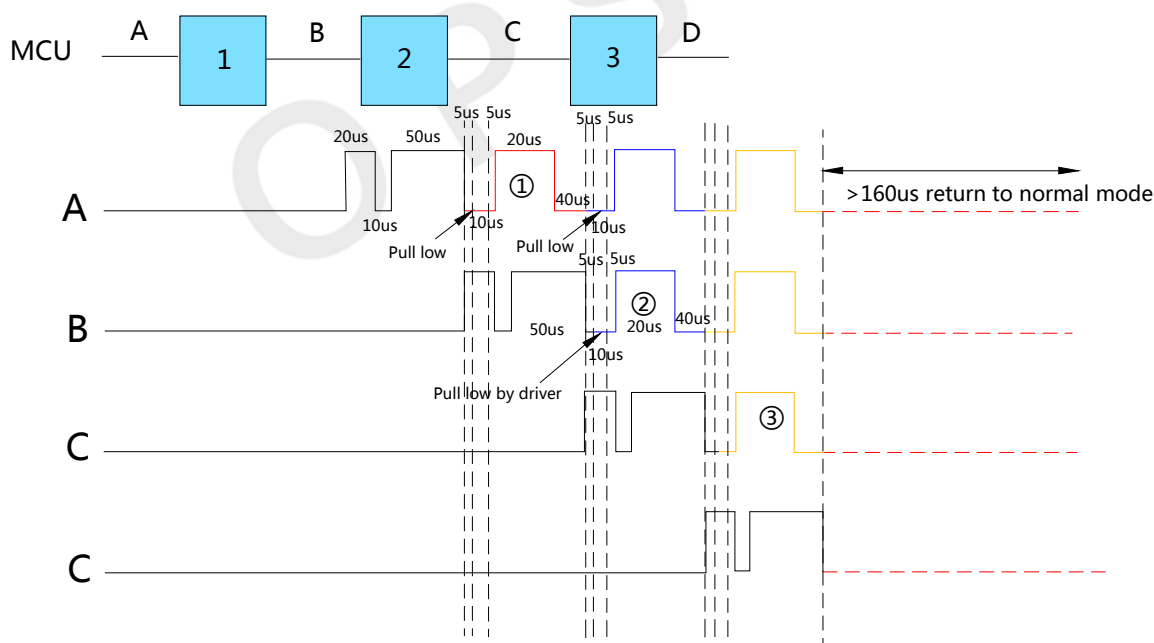 A B C D
MCU 1 2 3
5us 5us 5us 5us
20us 50us 20us
A ① 40us >160us return to normal mode
10us 10us 10us
Pull low Pull low
5us 5us
②
B 50us 20us 40us
10us
Pull low by driver
C ③
C
OPS